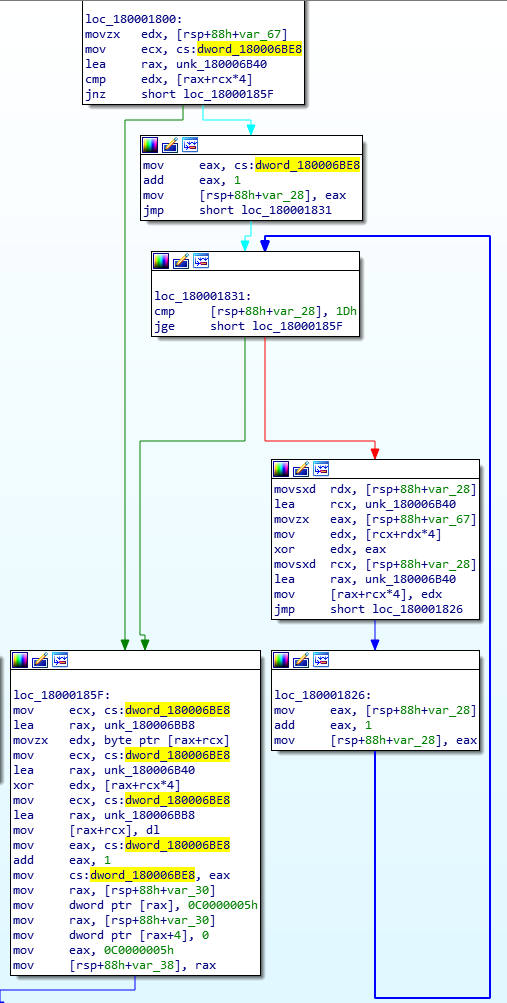 loc_180001800:
movzx edx, [rsp+88h+var_67]
mov ecx, cs:dword_180006BE8
lea rax, unk_180006B40
cmp edx, [rax+rcx*4]
jnz short loc_18000185F
mov eax, cs:dword_180006BE8
add eax, 1
mov [rsp+88h+var_28], eax
jmp short loc_180001831
loc_180001831:
cmp [rsp+88h+var_28], 1Dh
jge short loc_18000185F
movsxd rdx, [rsp+88h+var_28]
lea rcx, unk_180006B40
movzx eax, [rsp+88h+var_67]
mov edx, [rcx+rdx*4]
xor edx, eax
movsxd rcx, [rsp+88h+var_28]
lea rax, unk_180006B40
mov [rax+rcx*4], edx
jmp short loc_180001826
loc_18000185F:
mov ecx, cs:dword_180006BE8
lea rax, unk_180006BB8
movzx edx, byte ptr [rax+rcx]
mov ecx, cs:dword_180006BE8
lea rax, unk_180006B40
xor edx, [rax+rcx*4]
mov ecx, cs:dword_180006BE8
lea rax, unk_180006BB8
mov [rax+rcx], dl
mov eax, cs:dword_180006BE8
add eax, 1
mov cs:dword_180006BE8, eax
mov rax, [rsp+88h+var_30]
mov dword ptr [rax], 0C0000005h
mov rax, [rsp+88h+var_30]
mov dword ptr [rax+4], 0
mov eax, 0C0000005h
mov [rsp+88h+var_38], rax
loc_180001826:
mov eax, [rsp+88h+var_28]
add eax, 1
mov [rsp+88h+var_28], eax